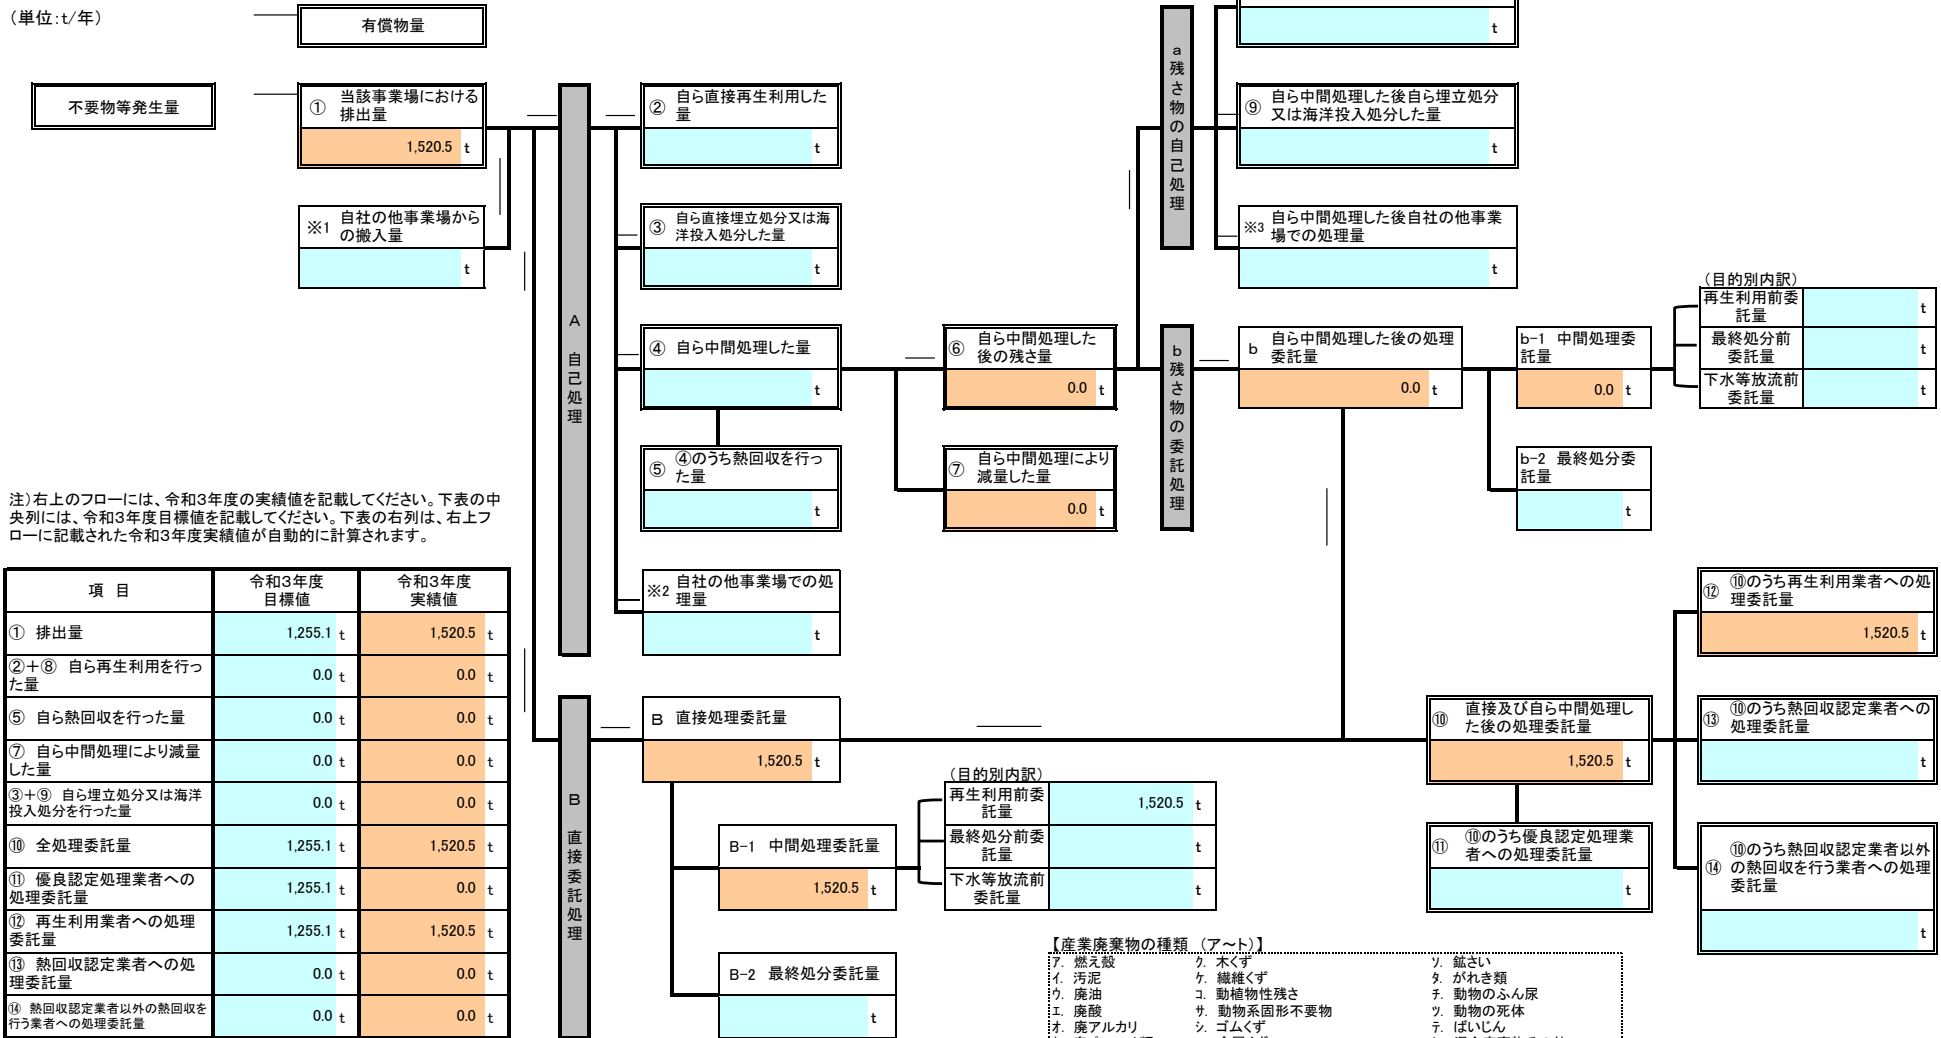 （単位:t/年）
有償物量
t
不要物等発生量
① 当該事業場における
排出量
1,520.5 t
※1 自社の他事業場から
の搬入量
t
A 自己処理
② 自ら直接再生利用した
量
t
③ 自ら直接埋立処分又は海
洋投入処分した量
t
④ 自ら中間処理した量
t
⑤ ④のうち熱回収を行っ
た量
t
※2 自社の他事業場での処
理量
t
⑥ 自ら中間処理した
後の残さ量
0.0 t
⑦ 自ら中間処理により
減量した量
0.0 t
a 残さ物の自己処理
⑨ 自ら中間処理した後自ら埋立処分
又は海洋投入処分した量
t
※3 自ら中間処理した後自社の他事業
場での処理量
t
b 残さ物の委託処理
b 自ら中間処理した後の処理
委託量
0.0 t
b-1 中間処理委
託量
0.0 t
b-2 最終処分委
託量
t
（目的別内訳）
再生利用前委
託量
t
最終処分前
委託量
t
下水等放流前
委託量
t
注）右上のフローには、令和3年度の実績値を記載してください。下表の中
央列には、令和3年度目標値を記載してください。下表の右列は、右上フ
ローに記載された令和3年度実績値が自動的に計算されます。
項 目 令和3年度
目標値 令和3年度
実績値
① 排出量 1,255.1 t 1,520.5 t
②＋⑧ 自ら再生利用を行っ
た量 0.0 t 0.0 t
⑤ 自ら熱回収を行った量 0.0 t 0.0 t
⑦ 自ら中間処理により減量
した量 0.0 t 0.0 t
③＋⑨ 自ら埋立処分又は海洋
投入処分を行った量 0.0 t 0.0 t
⑩ 全処理委託量 1,255.1 t 1,520.5 t
⑪ 優良認定処理業者への
処理委託量 1,255.1 t 0.0 t
⑫ 再生利用業者への処理
委託量 1,255.1 t 1,520.5 t
⑬ 熱回収認定業者への処
理委託量 0.0 t 0.0 t
⑭ 熱回収認定業者以外の熱回収を
行う業者への処理委託量 0.0 t 0.0 t
B 直接委託処理
B 直接処理委託量
1,520.5 t
B-1 中間処理委託量
1,520.5 t
B-2 最終処分委託量
t
（目的別内訳）
再生利用前委
託量
1,520.5 t
最終処分前委
託量
t
下水等放流前
委託量
t
⑩ 直接及び自ら中間処理し
た後の処理委託量
1,520.5 t
⑪ ⑩のうち優良認定処理業
者への処理委託量
t
⑫ ⑩のうち再生利用業者への処
理委託量
1,520.5 t
⑬ ⑩のうち熱回収認定業者への
処理委託量
t
⑭ ⑩のうち熱回収認定業者以外
の熱回収を行う業者への処理
委託量
t
【産業廃棄物の種類 （ア～ト）】
ア. 燃え殻 ク. 木くず ソ. 鉱さい
イ. 汚泥 ケ. 繊維くず タ. がれき類
ウ. 廃油 コ. 動植物性残さ チ. 動物のふん尿
エ. 廃酸 サ. 動物系固形不要物 ツ. 動物の死体
オ. 廃アルカリ シ. ゴムくず テ. ばいじん